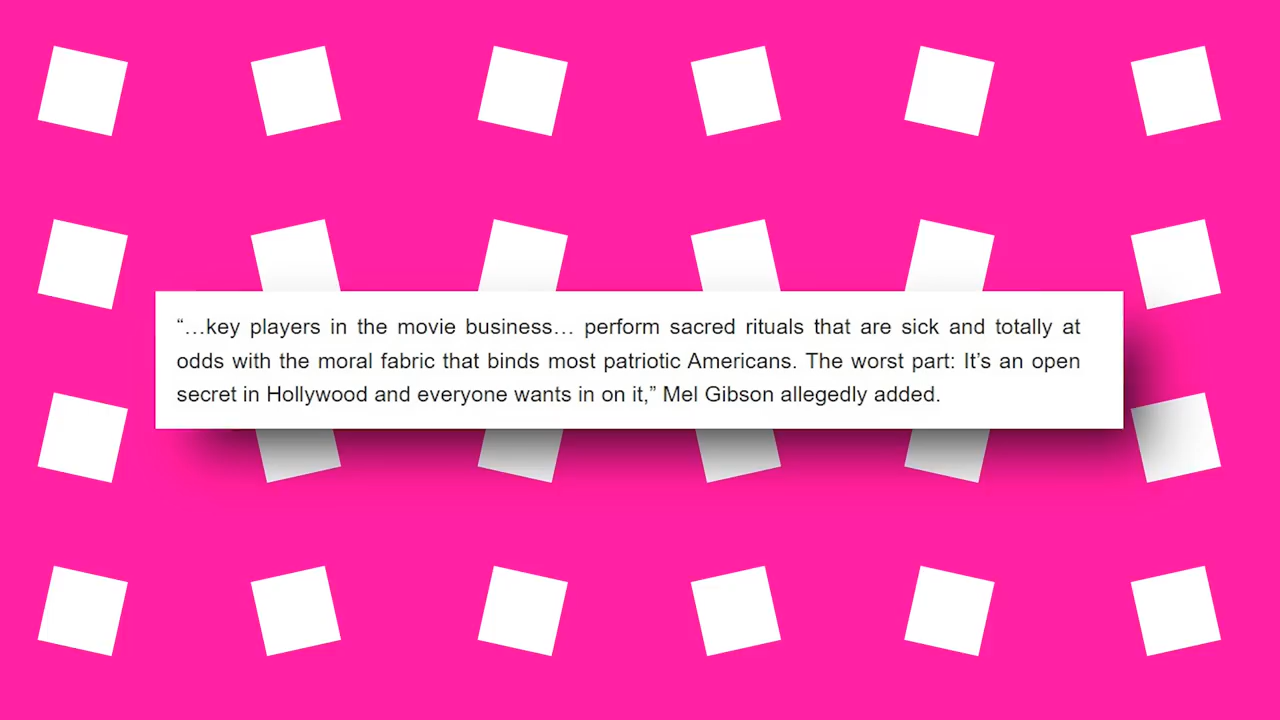 “…key players in the movie business… perform sacred rituals that are sick and totally at
odds with the moral fabric that binds most patriotic Americans. The worst part: It’s an open
secret in Hollywood and everyone wants in on it,” Mel Gibson allegedly added.